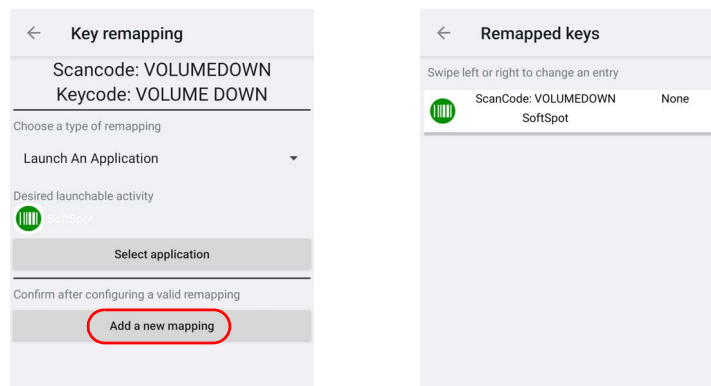 Key remapping
Scancode: VOLUMEDOWN
Keycode: VOLUME DOWN
Choose a type of remapping
Launch An Application
Desired launchable activity
SoftSpot
Select application
Confirm after configuring a valid remapping
Add a new mapping
Remapped keys
Swipe left or right to change an entry
ScanCode: VOLUMEDOWN None
SoftSpot